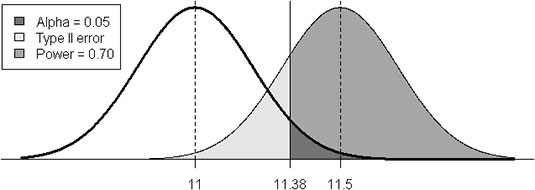 Alpha = 0.05
Type II error
Power = 0.70
11 11.38 11.5